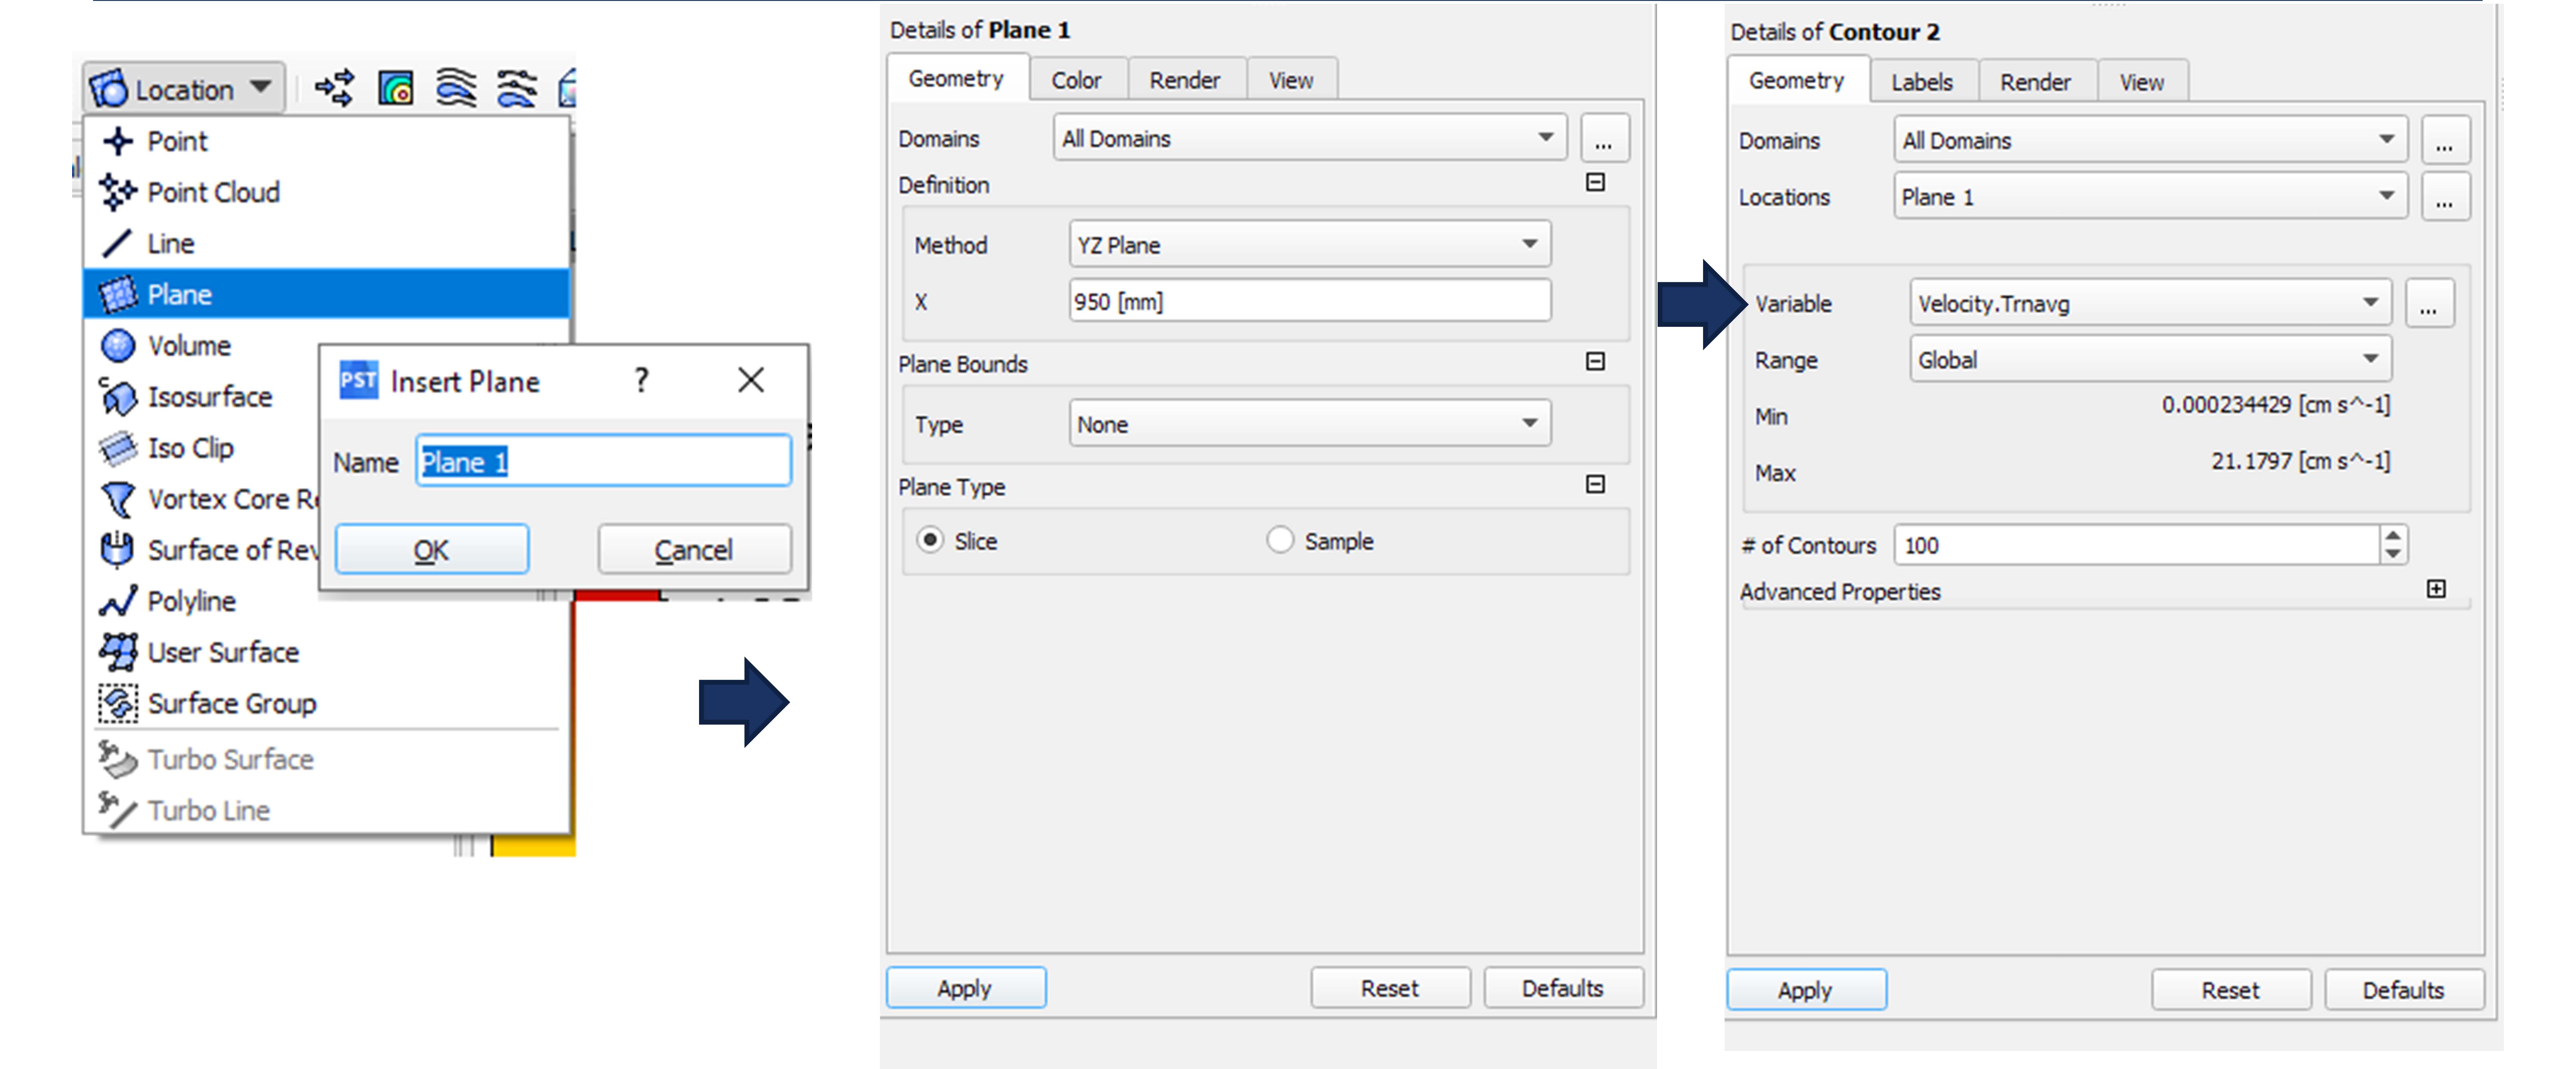 Location
Point
Point Cloud
Line
Plane
Volume
Isosurface
Iso Clip
Vortex Core Re
Surface of Rev
Polyline
User Surface
Surface Group
Turbo Surface
Turbo Line
PST Insert Plane ?
Name Plane 1
OK Cancel
Details of Plane 1
Geometry Color Render View
Domains All Domains ...
Definition
Method YZ Plane
X 950 [mm]
Plane Bounds
Type None
Plane Type
Slice Sample
Apply Reset Defaults
Details of Contour 2
Geometry Labels Render View
Domains All Domains ...
Locations Plane 1 ...
Variable Velocity.Trnavg ...
Range Global
Min 0.000234429 [cm s^-1]
Max 21.1797 [cm s^-1]
# of Contours 100
Advanced Properties
Apply Reset Defaults